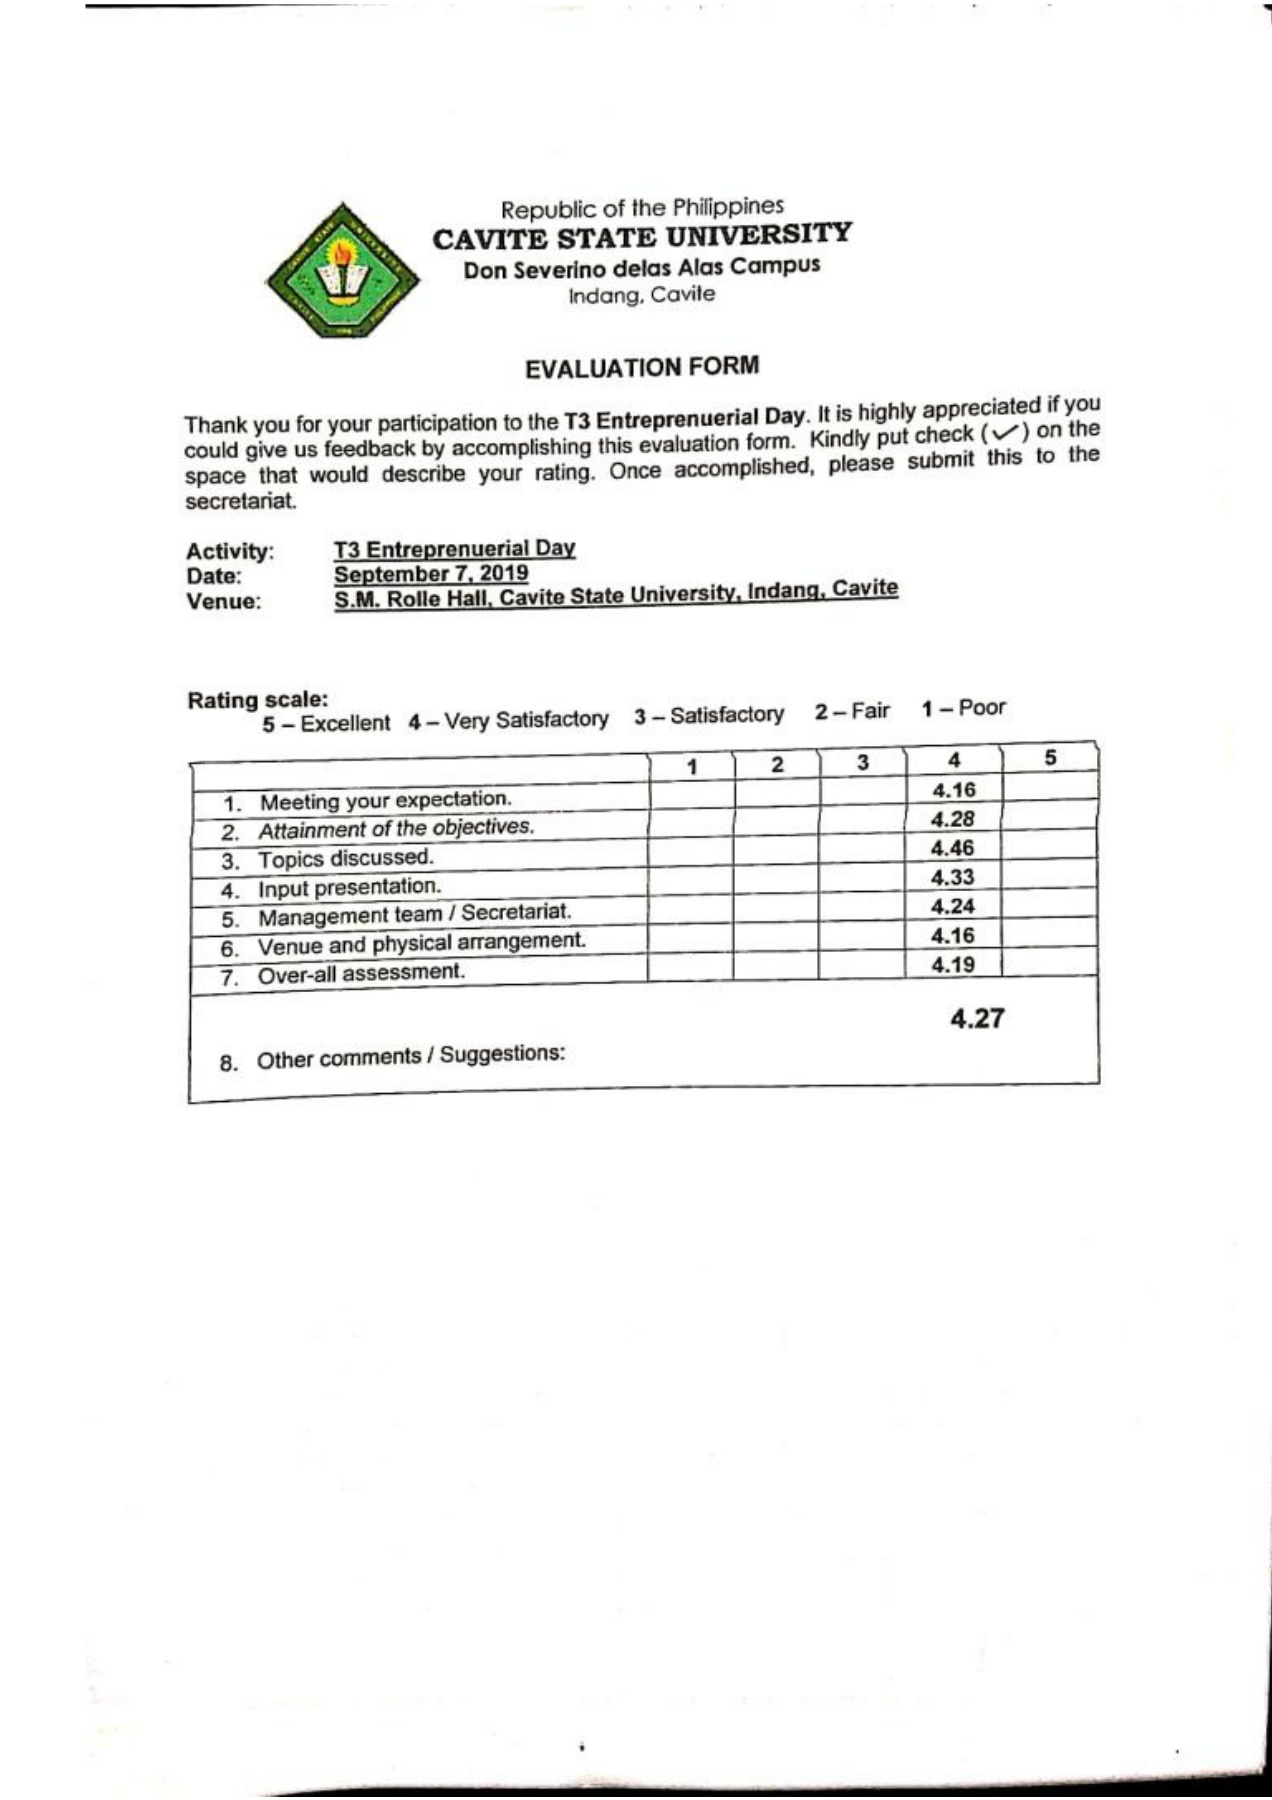 Republic of the Philippines
CAVITE STATE UNIVERSITY
Don Severino delas Alas Campus
Indang, Cavite
EVALUATION FORM
Thank you for your participation to the T3 Entreprenuerial Day. It is highly appreciated if you
could give us feedback by accomplishing this evaluation form. Kindly put check (✓) on the
space that would describe your rating. Once accomplished, please submit this to the
secretariat.
Activity: T3 Entreprenuerial Day
Date: September 7, 2019
Venue: S.M. Rolle Hall, Cavite State University, Indang, Cavite
Rating scale:
5 – Excellent 4 – Very Satisfactory 3 – Satisfactory 2 – Fair 1 – Poor
1 2 3 4 5
1. Meeting your expectation. 4.16
2. Attainment of the objectives. 4.28
3. Topics discussed. 4.46
4. Input presentation. 4.33
5. Management team / Secretariat. 4.24
6. Venue and physical arrangement. 4.16
7. Over-all assessment. 4.19
4.27
8. Other comments / Suggestions: